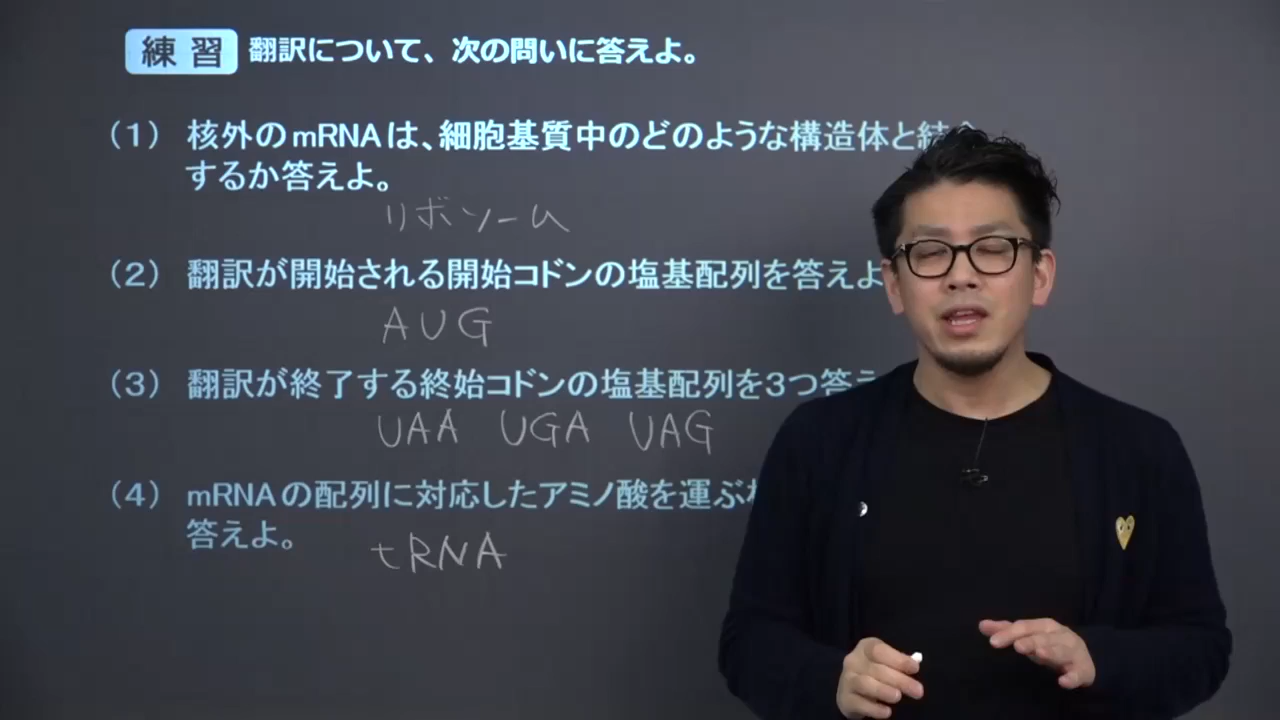 練習 翻訳について、次の問いに答えよ。
(1) 核外のmRNAは、細胞基質中のどのような構造体と結合
するか答えよ。
リボソーム
(2) 翻訳が開始される開始コドンの塩基配列を答えよ
AUG
(3) 翻訳が終了する終始コドンの塩基配列を3つ答え
UAA UGA UAG
(4) mRNAの配列に対応したアミノ酸を運ぶ
答えよ。
tRNA